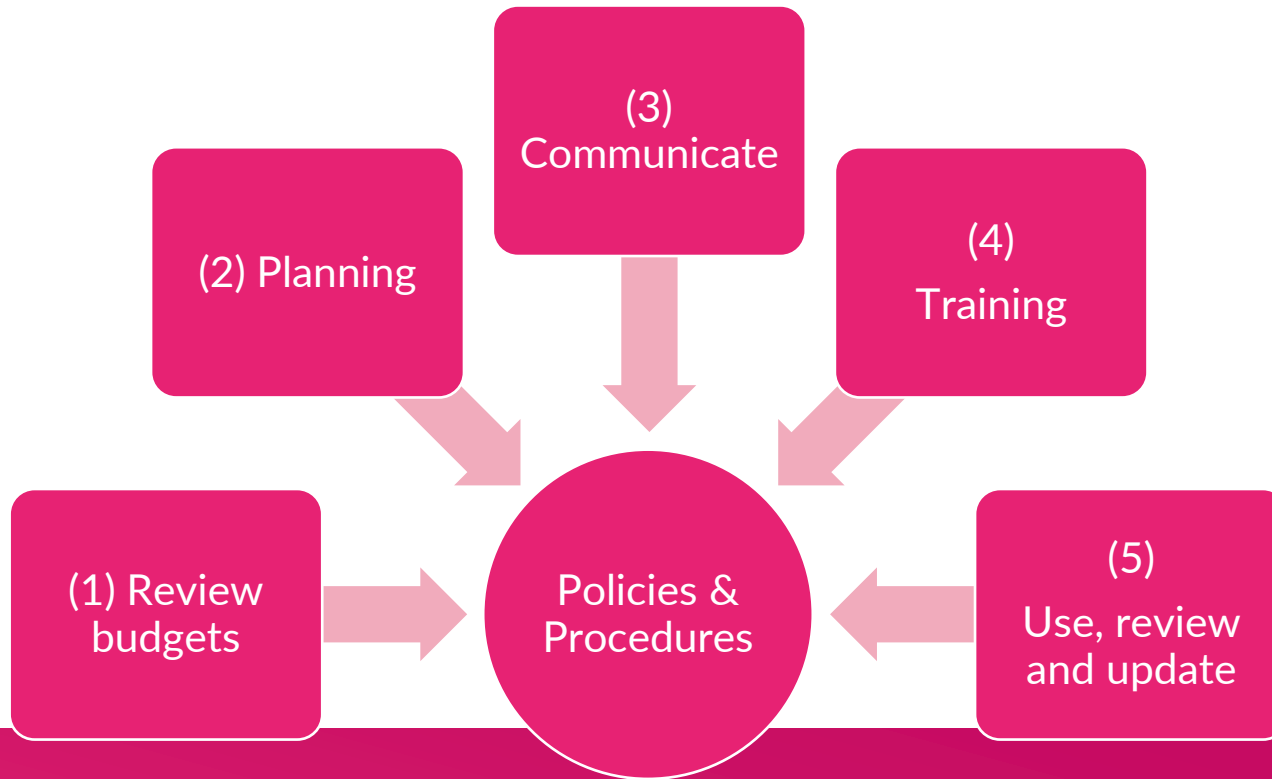 (1) Review
budgets
(2) Planning
(3)
Communicate
(4)
Training
(5)
Use, review
and update
Policies &
Procedures